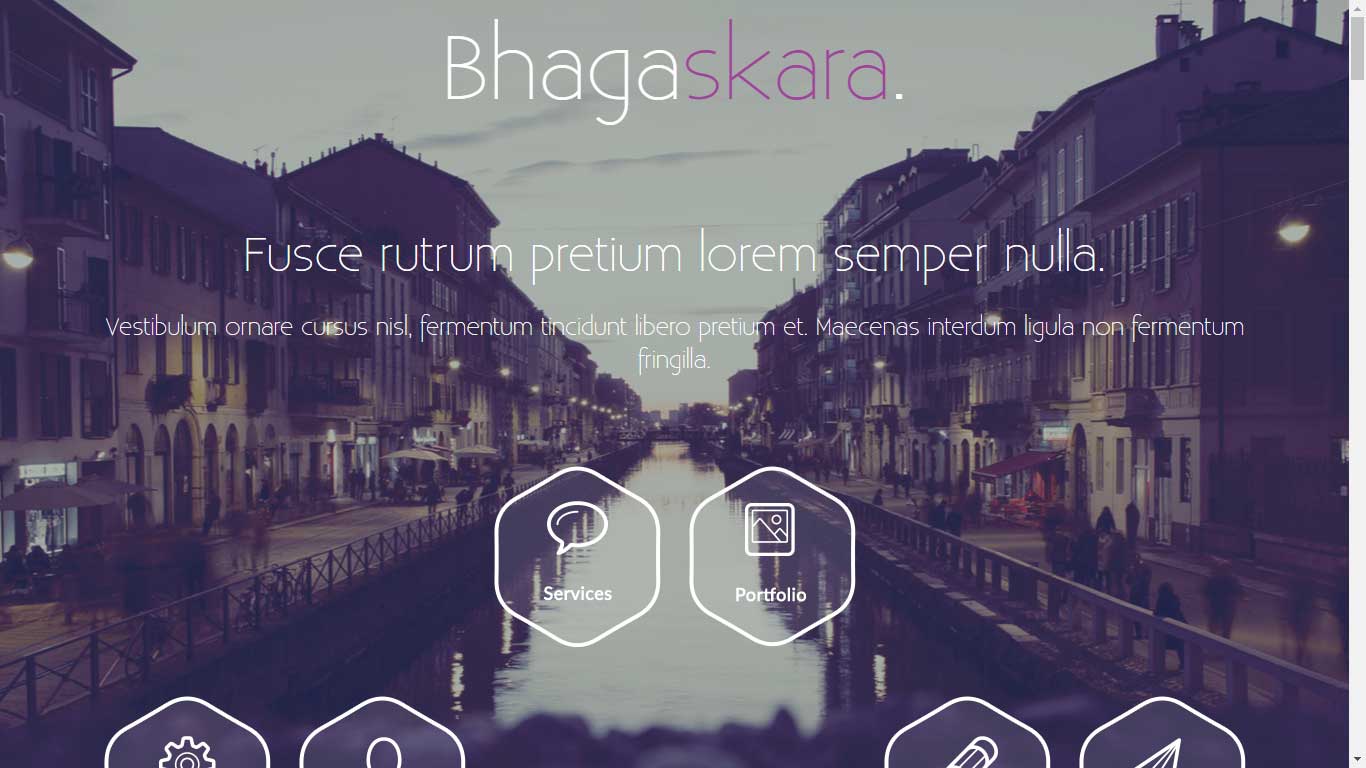 Bhagaskara.
Fusce rutrum pretium lorem semper nulla.
Vestibulum ornare cursus nisl, fermentum tincidunt libero pretium et. Maecenas interdum ligula non fermentum
fringilla.
Services
Portfolio